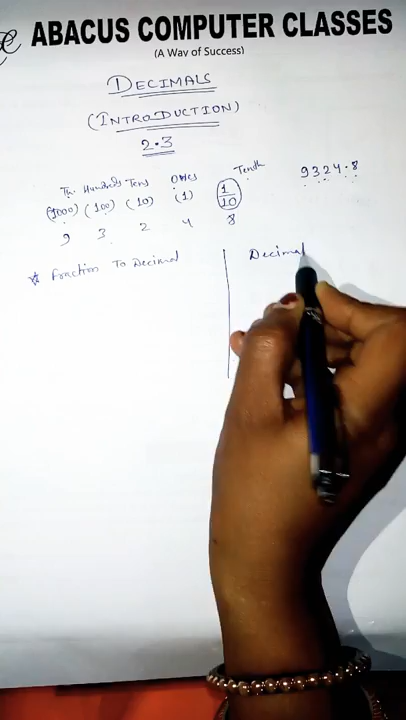 ABACUS COMPUTER CLASSES
(A Way of Success)
DECIMALS
(INTRODUCTION)
2.3
Th. Hundreds Tens Ones Tenth
(1000) (100) (10) (1) 1/10
9 3 2 4 8
9324.8
☆ Fraction To Decimal
Decimal